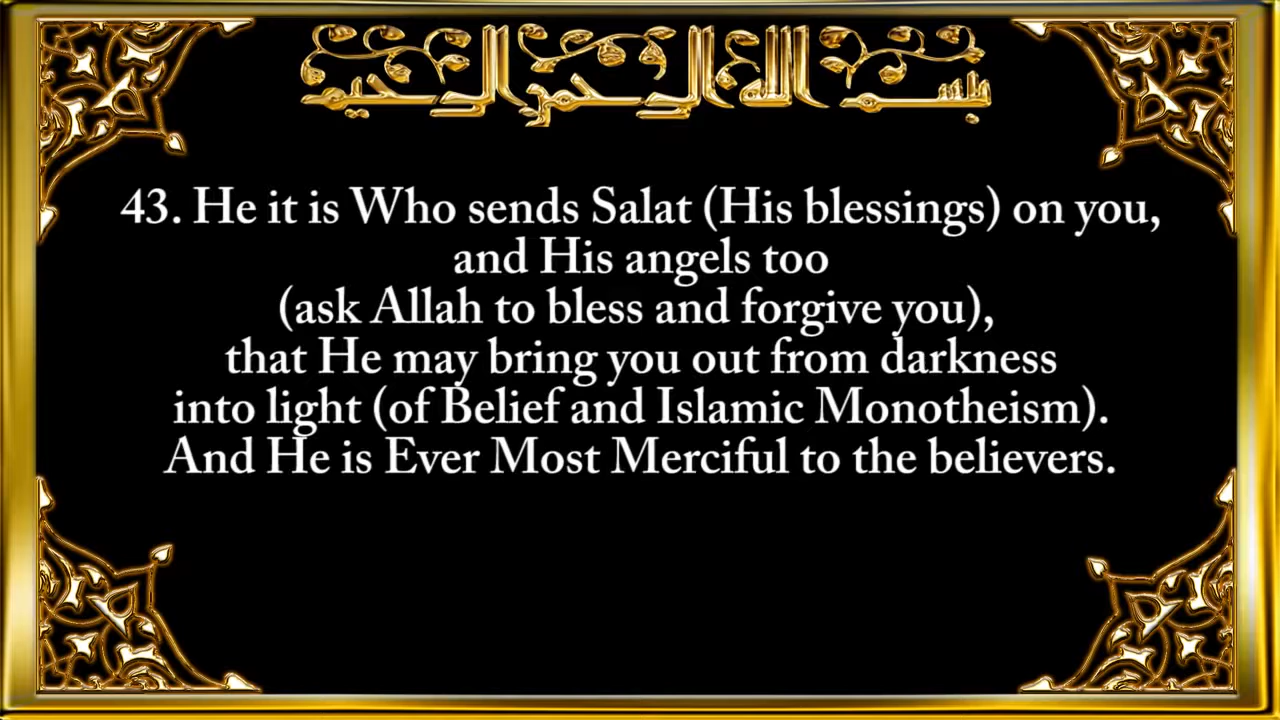 بسم الله الرحمن الرحيم
43. He it is Who sends Salat (His blessings) on you,
and His angels too
(ask Allah to bless and forgive you),
that He may bring you out from darkness
into light (of Belief and Islamic Monotheism).
And He is Ever Most Merciful to the believers.